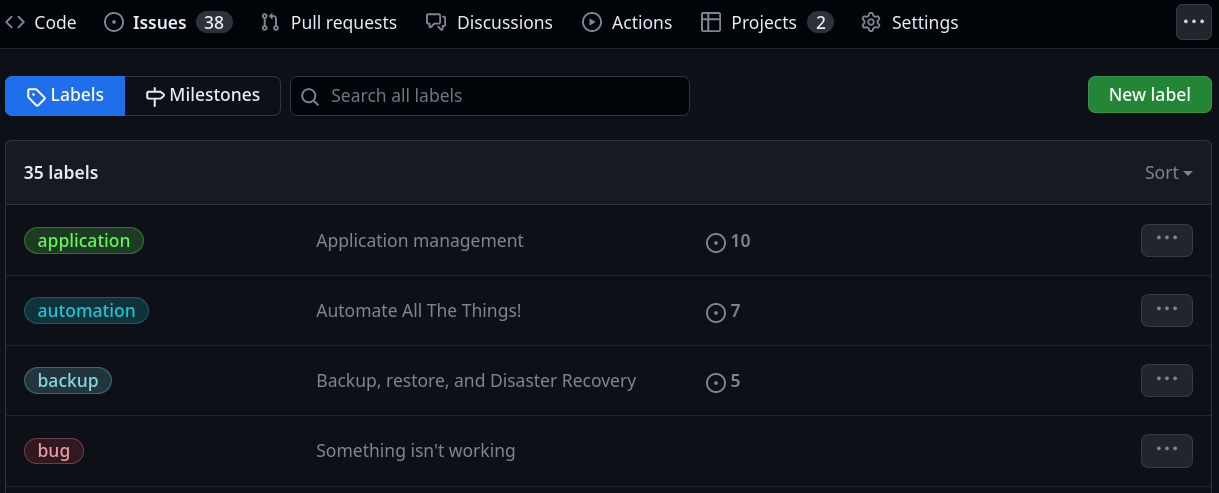 Code Issues 38 Pull requests Discussions Actions Projects 2 Settings
Labels Milestones Search all labels New label
35 labels Sort
application Application management 10
automation Automate All The Things! 7
backup Backup, restore, and Disaster Recovery 5
bug Something isn't working